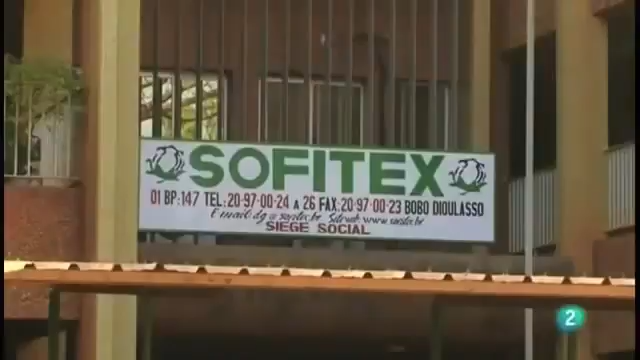 SOFITEX
01 BP:147 TEL:20-97-00-24 A 26 FAX:20-97-00-23 BOBO DIOULASSO
SIEGE SOCIAL
2